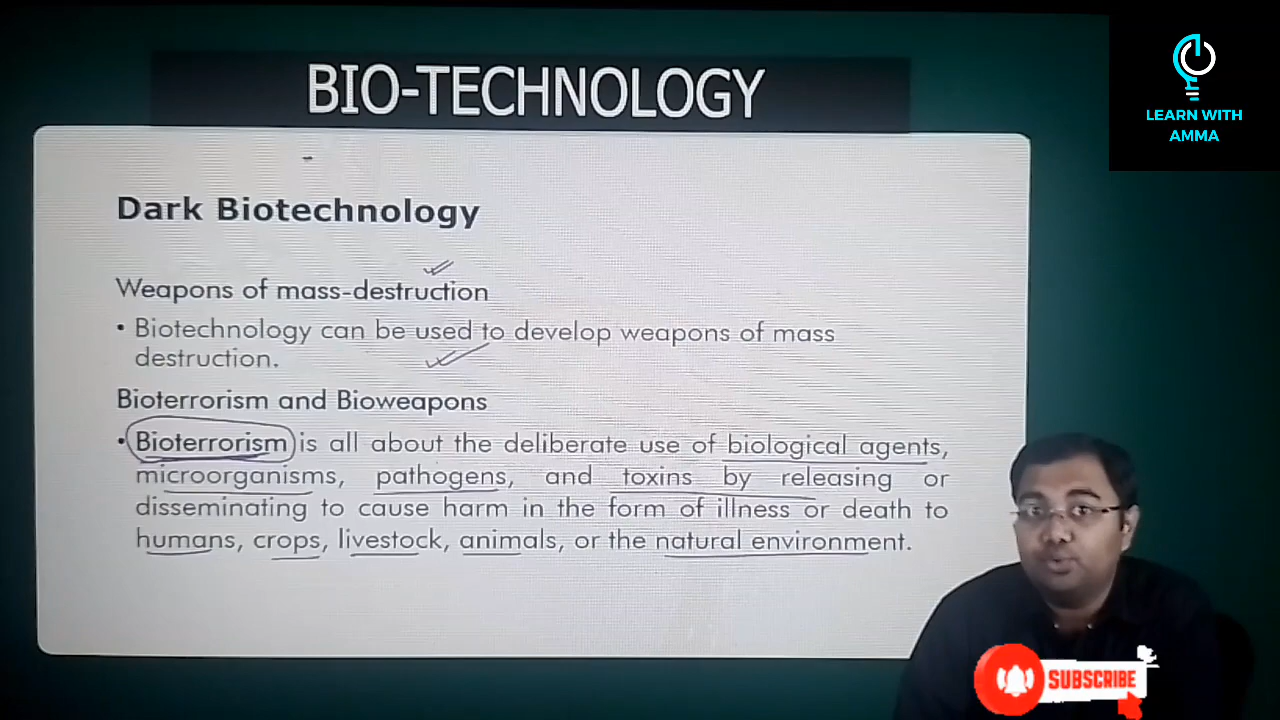 BIO-TECHNOLOGY
LEARN WITH
AMMA
Dark Biotechnology
Weapons of mass-destruction
• Biotechnology can be used to develop weapons of mass
destruction.
Bioterrorism and Bioweapons
• Bioterrorism is all about the deliberate use of biological agents,
microorganisms, pathogens, and toxins by releasing or
disseminating to cause harm in the form of illness or death to
humans, crops, livestock, animals, or the natural environment.
SUBSCRIBE